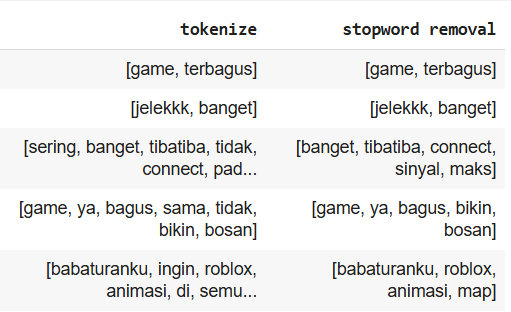 tokenize stopword removal
[game, terbagus] [game, terbagus]
[jelekkk, banget] [jelekkk, banget]
[sering, banget, tibatiba, tidak, [banget, tibatiba, connect,
connect, pad... sinyal, maks]
[game, ya, bagus, sama, tidak, [game, ya, bagus, bikin,
bikin, bosan] bosan]
[babaturanku, ingin, roblox, [babaturanku, roblox,
animasi, di, semu... animasi, map]